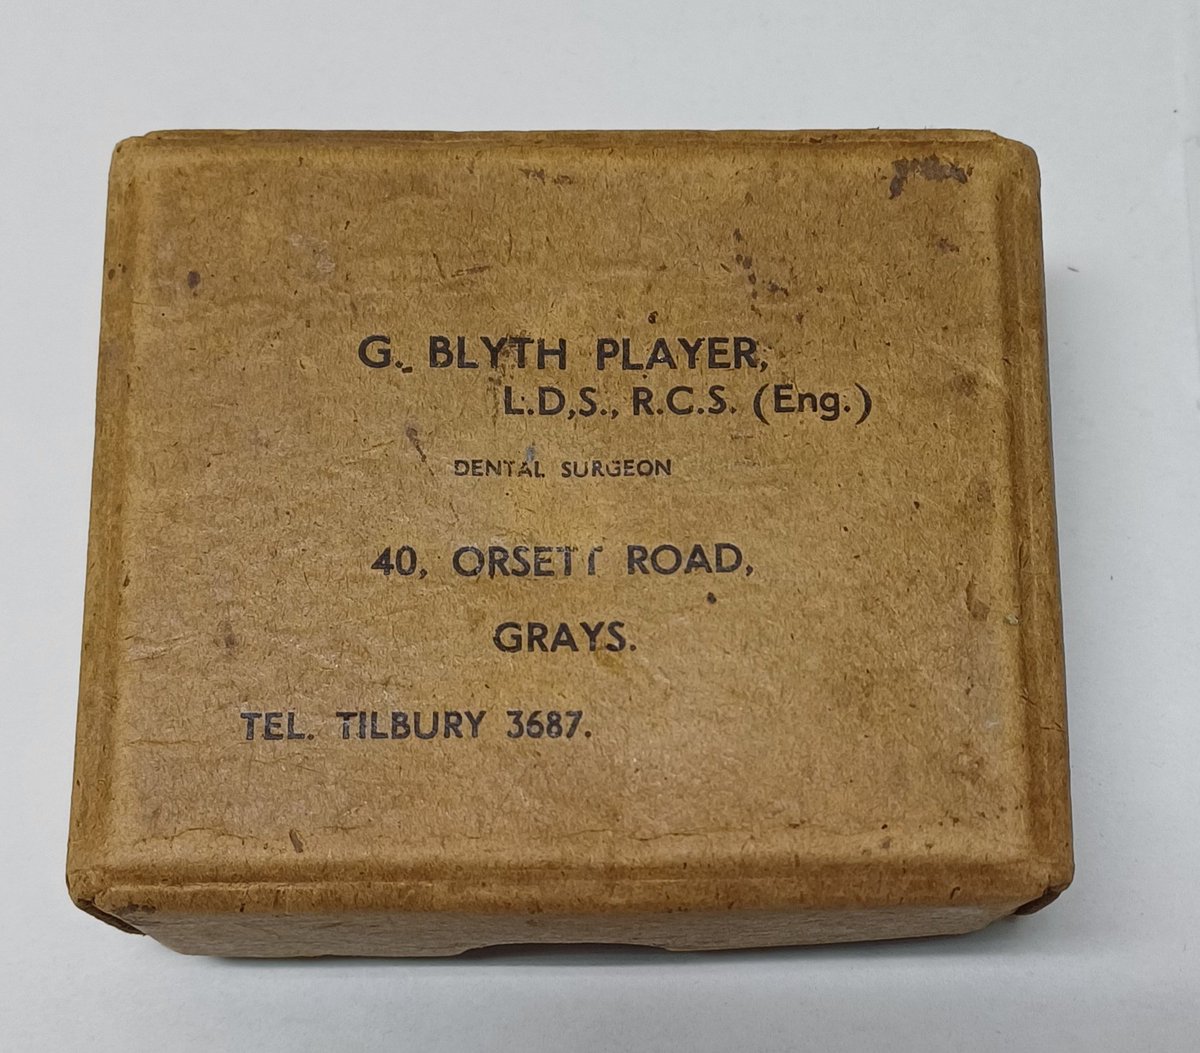 G. BLYTH PLAYER,
L.D,S., R.C.S. (Eng.)
DENTAL SURGEON
40, ORSETT ROAD,
GRAYS.
TEL. TILBURY 3687.